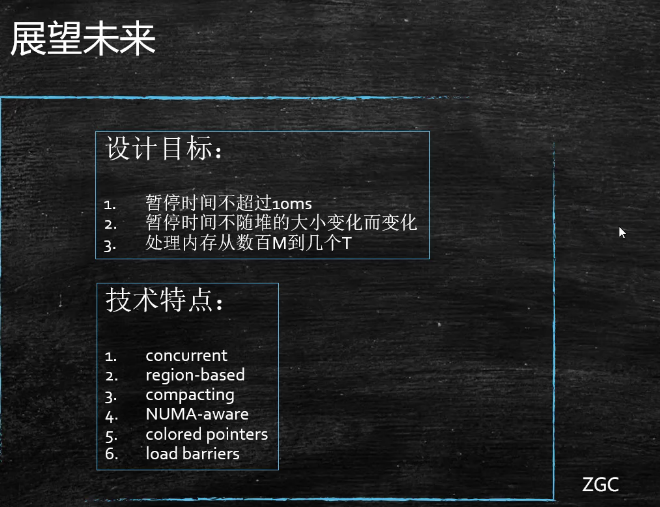 展望未来
设计目标：
1. 暂停时间不超过10ms
2. 暂停时间不随堆的大小变化而变化
3. 处理内存从数百M到几个T
技术特点：
1. concurrent
2. region-based
3. compacting
4. NUMA-aware
5. colored pointers
6. load barriers
ZGC